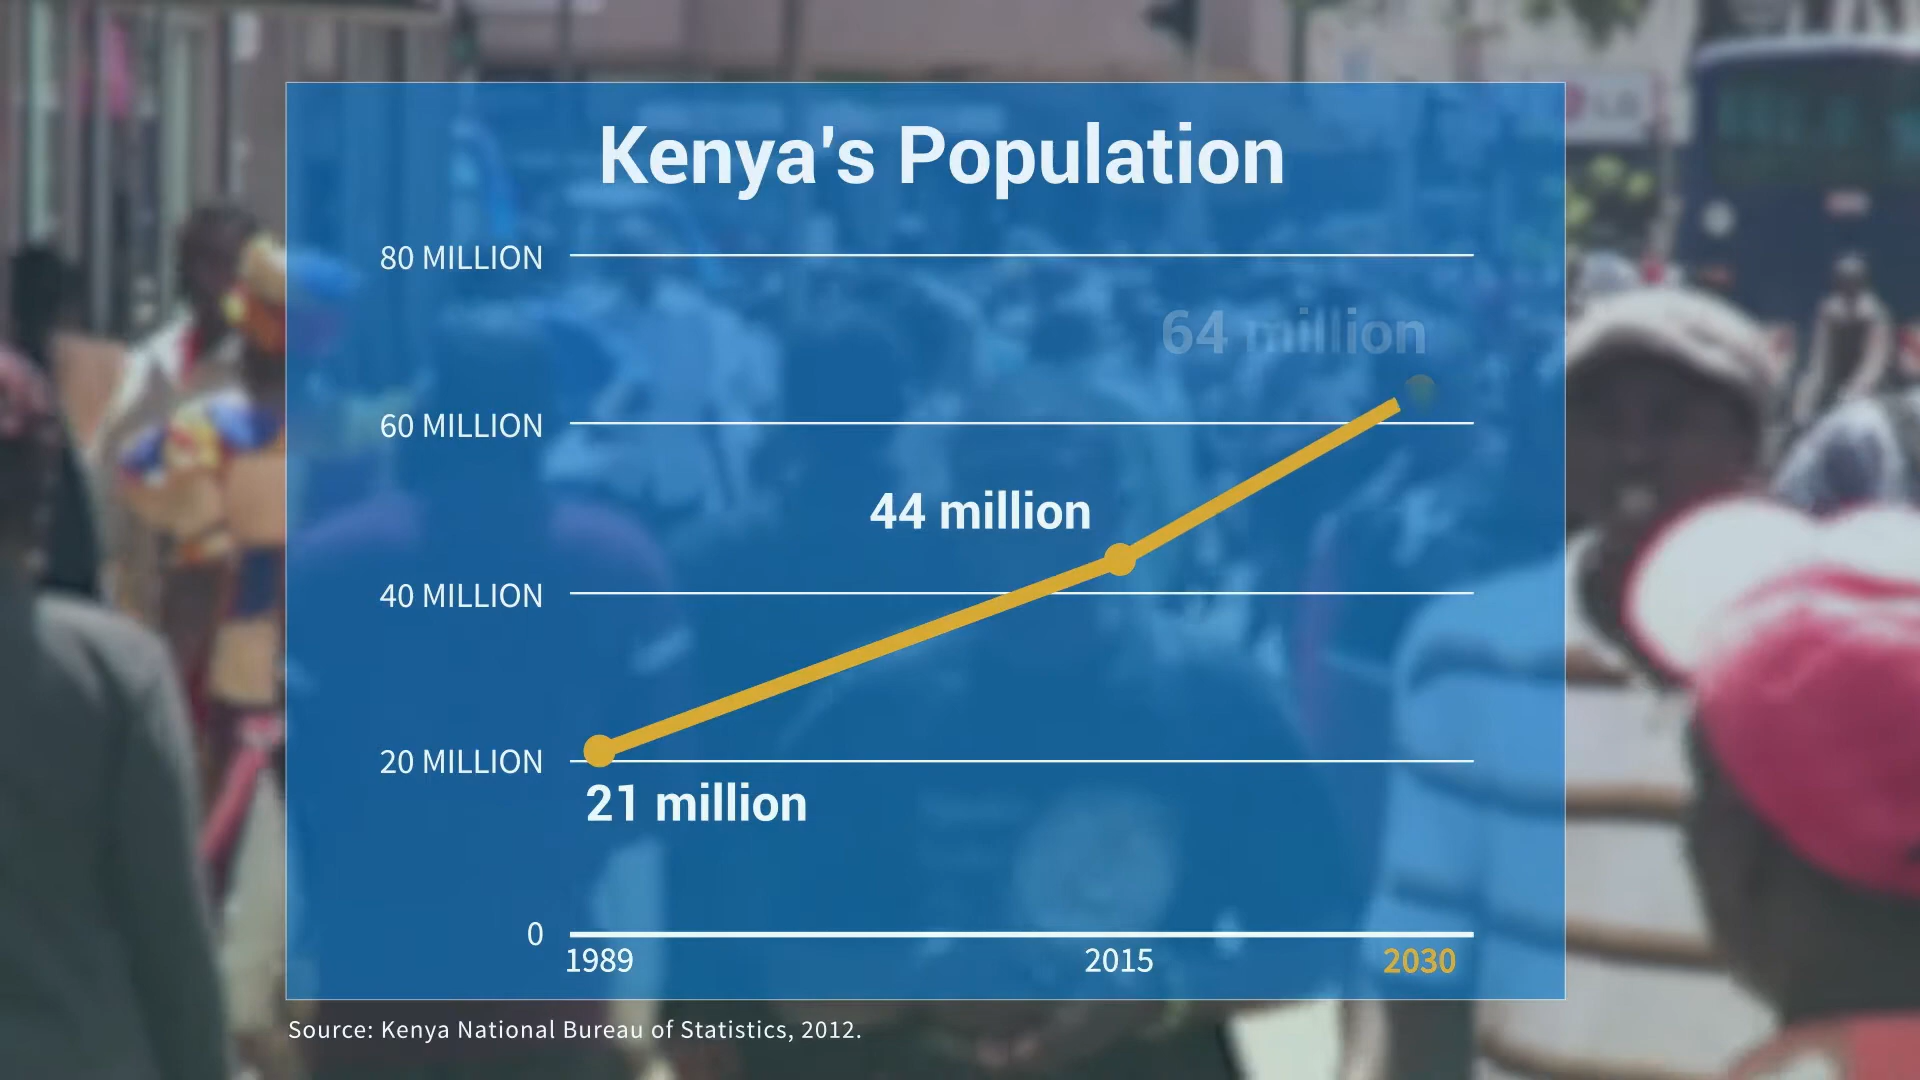 Kenya's Population
80 MILLION
64 million
60 MILLION
44 million
40 MILLION
20 MILLION
21 million
0
1989 2015 2030
Source: Kenya National Bureau of Statistics, 2012.
LG